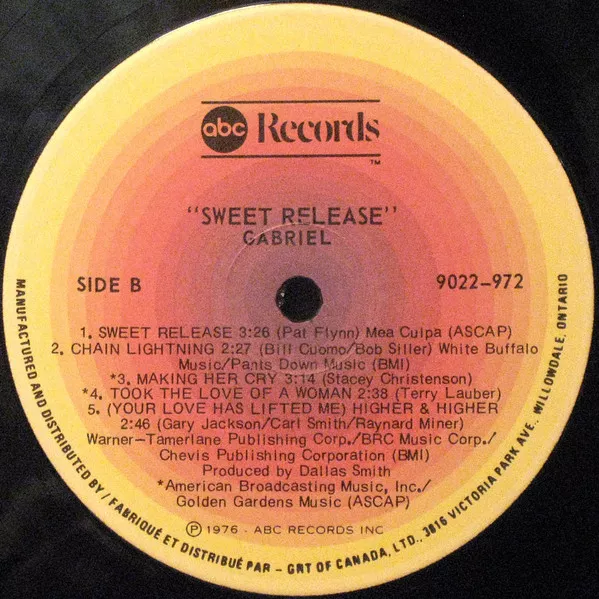 abc Records
™
"SWEET RELEASE"
GABRIEL
SIDE B
9022-972
1. SWEET RELEASE 3:26 (Pat Flynn) Mea Culpa (ASCAP)
2. CHAIN LIGHTNING 2:27 (Bill Cuomo/Bob Siller) White Buffalo
Music/Pants Down Music (BMI)
*3. MAKING HER CRY 3:14 (Stacey Christenson)
*4. TOOK THE LOVE OF A WOMAN 2:38 (Terry Lauber)
5. (YOUR LOVE HAS LIFTED ME) HIGHER & HIGHER
2:46 (Gary Jackson/Carl Smith/Raynard Miner)
Warner-Tamerlane Publishing Corp./BRC Music Corp./
Chevis Publishing Corporation (BMI)
Produced by Dallas Smith
*American Broadcasting Music, Inc./
Golden Gardens Music (ASCAP)
Ⓟ 1976 - ABC RECORDS INC
MANUFACTURED AND DISTRIBUTED BY / FABRIQUÉ ET DISTRIBUÉ PAR - GRT OF CANADA, LTD., 3816 VICTORIA PARK AVE., WILLOWDALE, ONTARIO